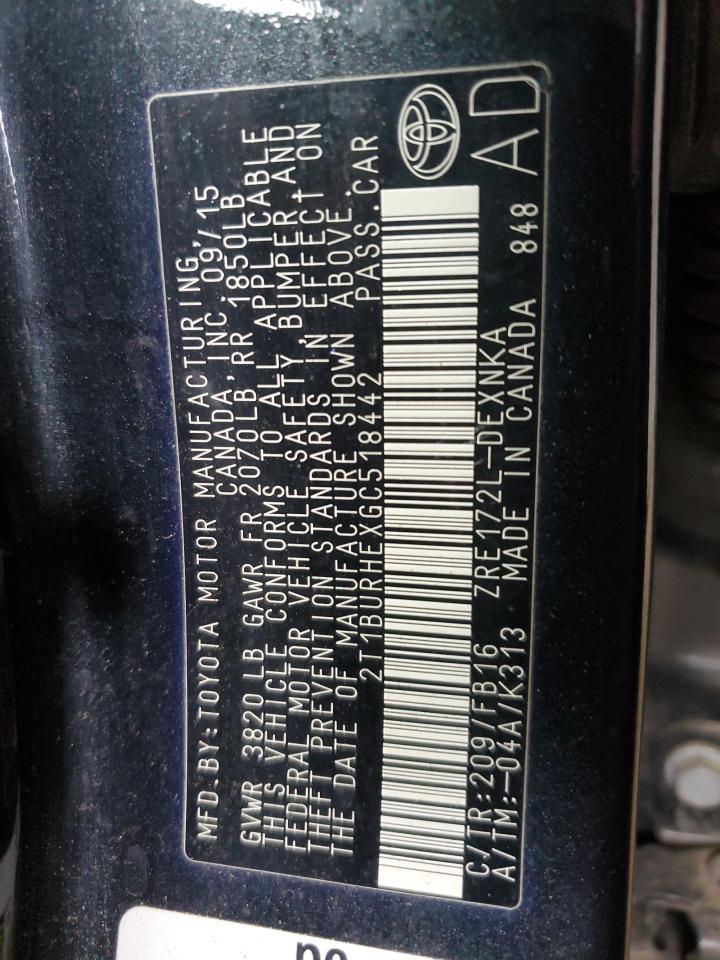 MFD.BY:TOYOTA MOTOR MANUFACTURING,
CANADA, INC. 09/15
GVWR 3820 LB GAWR FR 2070LB, RR 1850LB
THIS VEHICLE CONFORMS TO ALL APPLICABLE
FEDERAL MOTOR VEHICLE SAFETY, BUMPER, AND
THEFT PREVENTION STANDARDS IN EFFECT ON
THE DATE OF MANUFACTURE SHOWN ABOVE.
2T1BURHEXGC518442 PASS.CAR
C/TR:209/FB16 ZRE172L-DEXNKA
A/TM:-04A/K313 MADE IN CANADA 848
AD